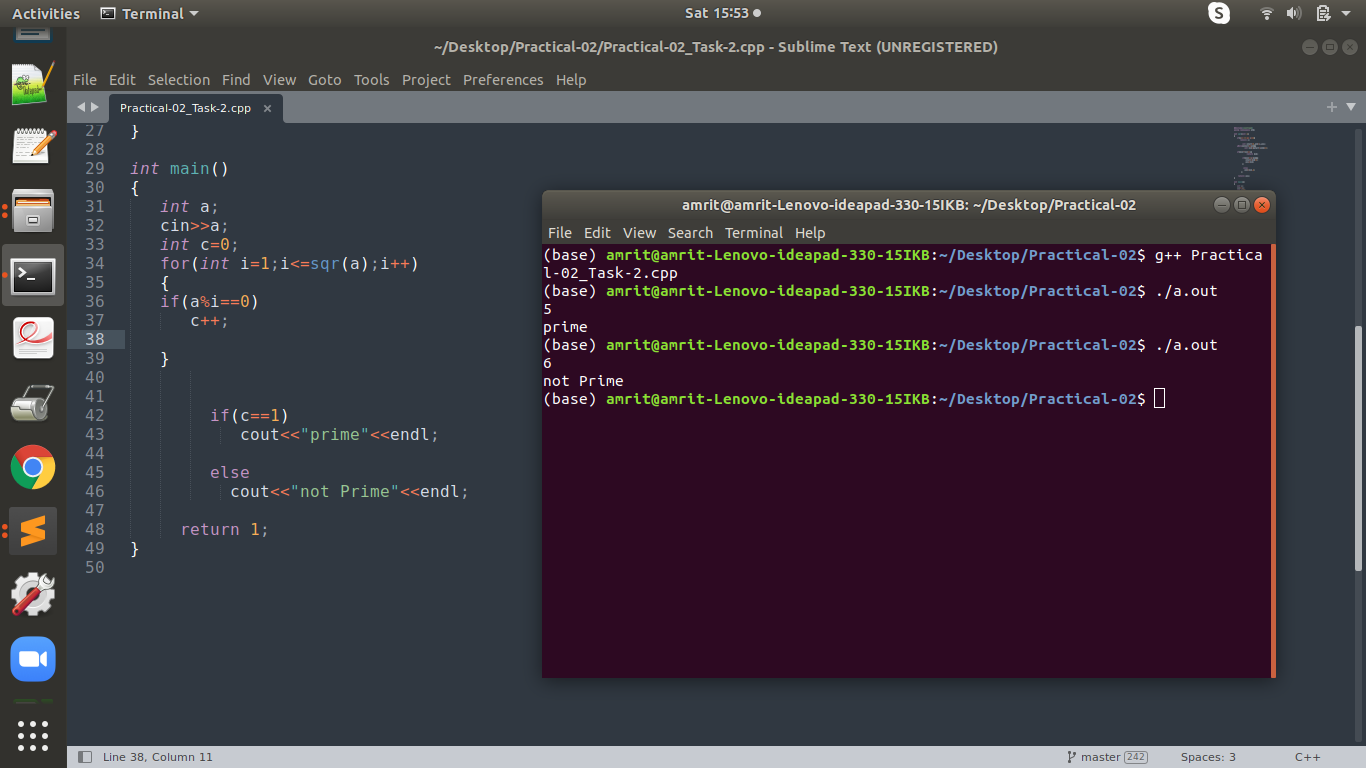 Activities Terminal Sat 15:53
~/Desktop/Practical-02/Practical-02_Task-2.cpp - Sublime Text (UNREGISTERED)
File Edit Selection Find View Goto Tools Project Preferences Help
Practical-02_Task-2.cpp ×
27 }
28
29 int main()
30 {
31 int a;
32 cin>>a;
33 int c=0;
34 for(int i=1;i<=sqr(a);i++)
35 {
36 if(a%i==0)
37 c++;
38
39 }
40
41
42 if(c==1)
43 cout<<"prime"<<endl;
44
45 else
46 cout<<"not Prime"<<endl;
47
48 return 1;
49 }
50
amrit@amrit-Lenovo-ideapad-330-15IKB: ~/Desktop/Practical-02
File Edit View Search Terminal Help
(base) amrit@amrit-Lenovo-ideapad-330-15IKB:~/Desktop/Practical-02$ g++ Practica
l-02_Task-2.cpp
(base) amrit@amrit-Lenovo-ideapad-330-15IKB:~/Desktop/Practical-02$ ./a.out
5
prime
(base) amrit@amrit-Lenovo-ideapad-330-15IKB:~/Desktop/Practical-02$ ./a.out
6
not Prime
(base) amrit@amrit-Lenovo-ideapad-330-15IKB:~/Desktop/Practical-02$
Line 38, Column 11 master 242 Spaces: 3 C++